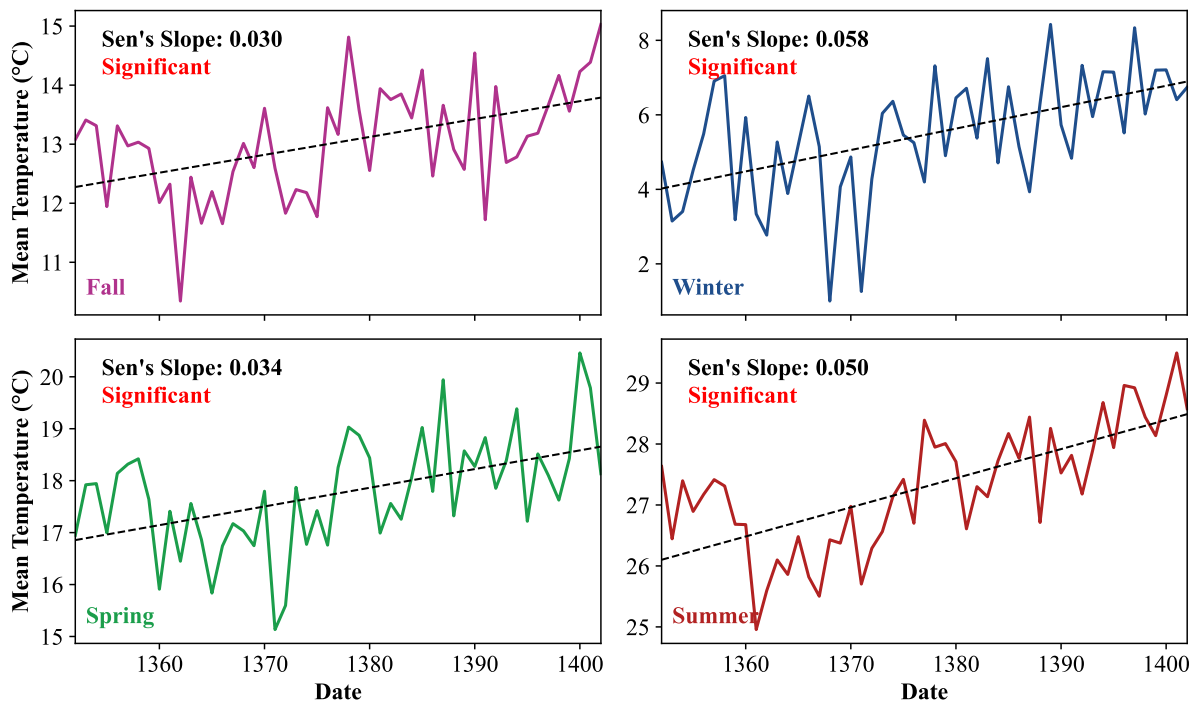 Mean Temperature (°C)
15
14
13
12
11
Sen's Slope: 0.030
Significant
Fall
8
6
4
2
Sen's Slope: 0.058
Significant
Winter
Mean Temperature (°C)
20
19
18
17
16
15
Sen's Slope: 0.034
Significant
Spring
1360 1370 1380 1390 1400
Date
29
28
27
26
25
Sen's Slope: 0.050
Significant
Summer
1360 1370 1380 1390 1400
Date